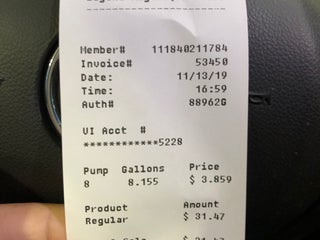 Member# 111840211784
Invoice# 53450
Date: 11/13/19
Time: 16:59
Auth# 88962G
VI Acct #
************5228
Pump Gallons Price
8 8.155 $ 3.859
Product Amount
Regular $ 31.47